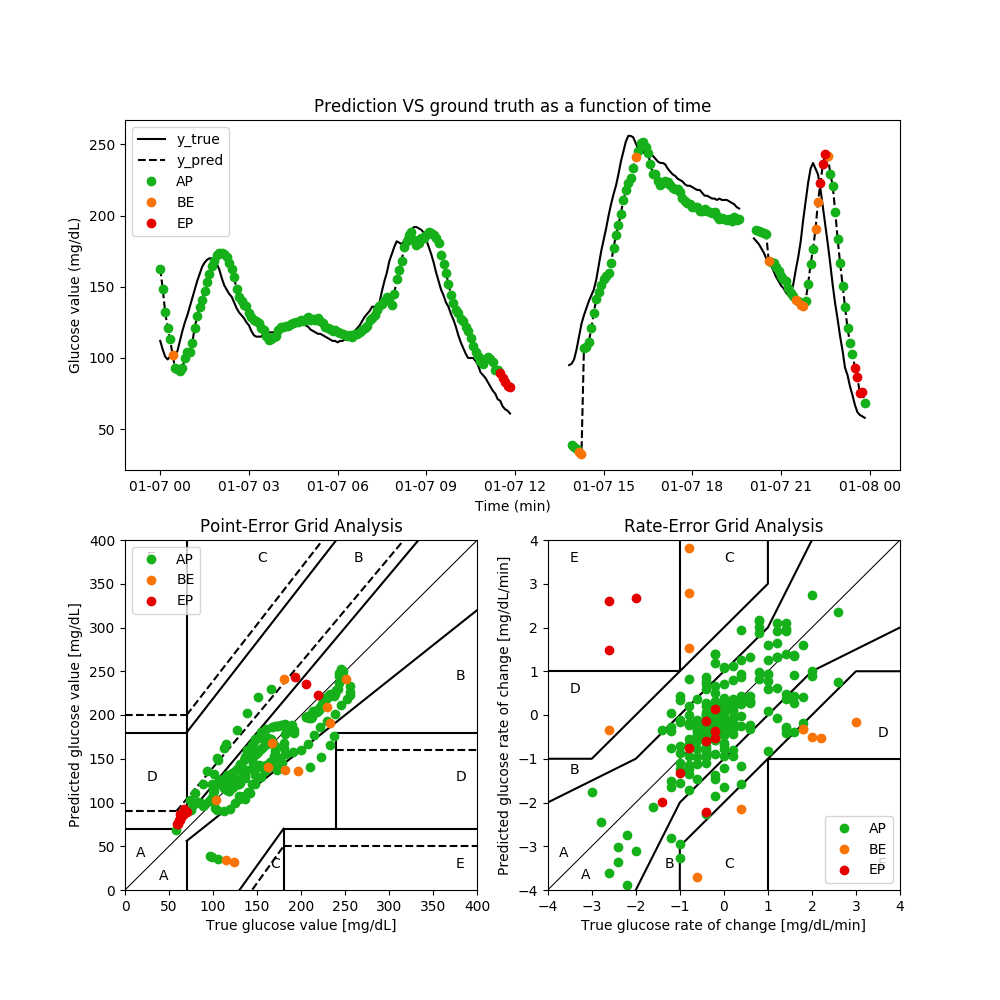 Prediction VS ground truth as a function of time
Glucose value (mg/dL)
250
200
150
100
50
y_true
y_pred
AP
BE
EP
01-07 00 01-07 03 01-07 06 01-07 09 01-07 12 01-07 15 01-07 18 01-07 21 01-08 00
Time (min)
Point-Error Grid Analysis
Predicted glucose value [mg/dL]
400
350
300
250
200
150
100
50
0
AP
BE
EP
C B
B
D D
A C E
A
0 50 100 150 200 250 300 350 400
True glucose value [mg/dL]
Rate-Error Grid Analysis
Predicted glucose rate of change [mg/dL/min]
4
3
2
1
0
−1
−2
−3
−4
E C
D
D
B
A B C
A
AP
BE
EP
−4 −3 −2 −1 0 1 2 3 4
True glucose rate of change [mg/dL/min]